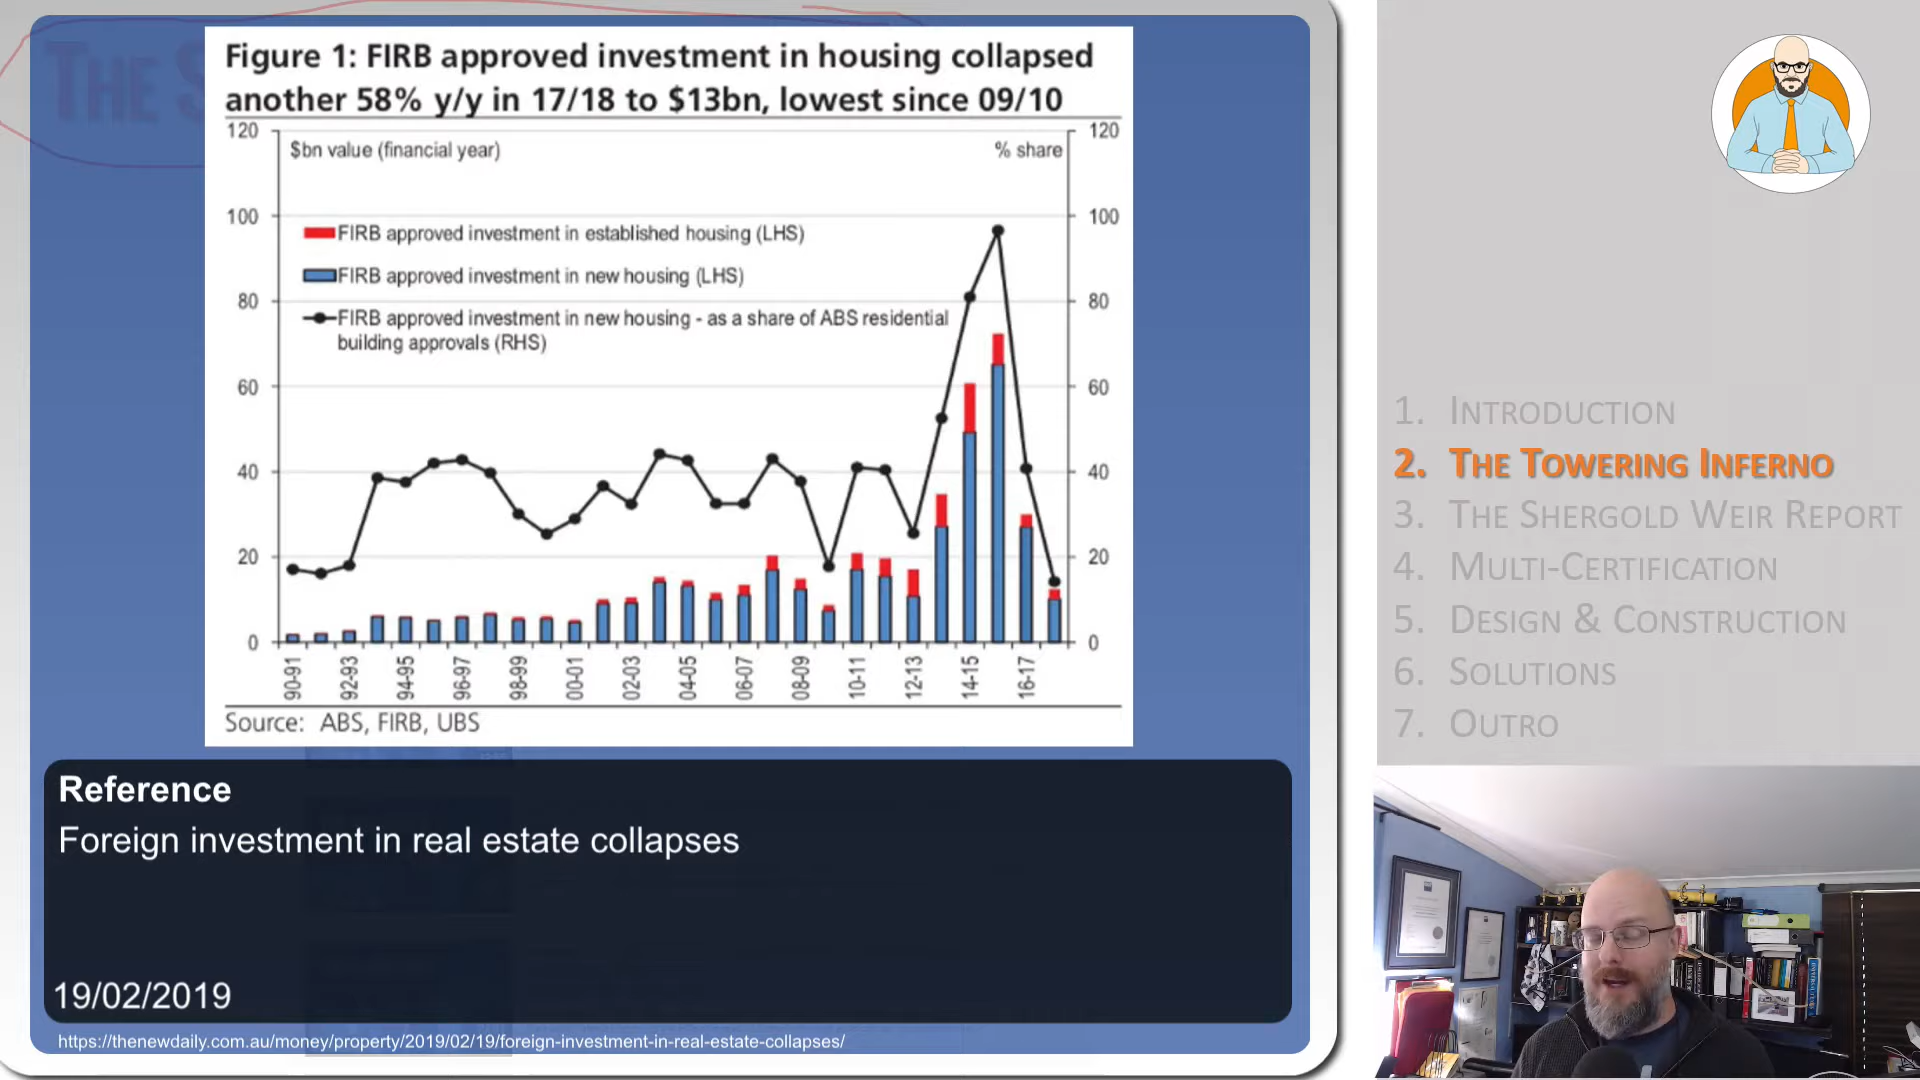 THE S
Figure 1: FIRB approved investment in housing collapsed
another 58% y/y in 17/18 to $13bn, lowest since 09/10
120
120
$bn value (financial year)
% share
100
100
FIRB approved investment in established housing (LHS)
FIRB approved investment in new housing (LHS)
80
80
FIRB approved investment in new housing - as a share of ABS residential
building approvals (RHS)
60
60
40
40
20
20
0
0
90-91
92-93
94-95
96-97
98-99
00-01
02-03
04-05
06-07
08-09
10-11
12-13
14-15
16-17
Source: ABS, FIRB, UBS
Reference
Foreign investment in real estate collapses
19/02/2019
https://thenewdaily.com.au/money/property/2019/02/19/foreign-investment-in-real-estate-collapses/
1. INTRODUCTION
2. THE TOWERING INFERNO
3. THE SHERGOLD WEIR REPORT
4. MULTI-CERTIFICATION
5. DESIGN & CONSTRUCTION
6. SOLUTIONS
7. OUTRO